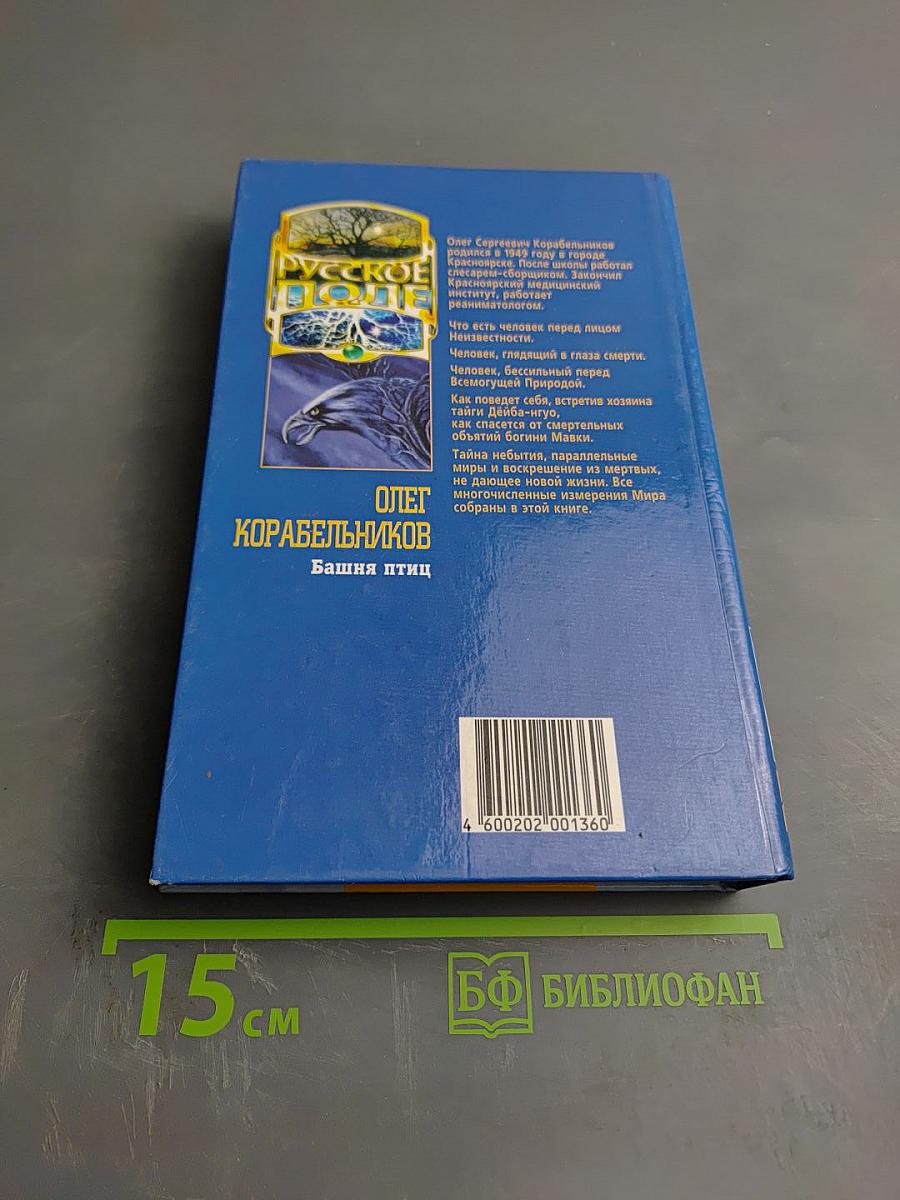 РУССКОЕ
ПОЛЕ
Олег Сергеевич Корабельников
родился в 1949 году в городе
Красноярске. После школы работал
слесарем-сборщиком. Закончил
Красноярский медицинский
институт, работает
реаниматологом.
Что есть человек перед лицом
Неизвестности.
Человек, глядящий в глаза смерти.
Человек, бессильный перед
Всемогущей Природой.
Как поведет себя, встретив хозяина
тайги Дёйба-нгуо,
как спасется от смертельных
объятий богини Мавки.
Тайна небытия, параллельные
миры и воскрешение из мертвых,
не дающее новой жизни. Все
многочисленные измерения Мира
собраны в этой книге.
ОЛЕГ
КОРАБЕЛЬНИКОВ
Башня птиц
4 600202 001360
15 см
БФ БИБЛИОФАН